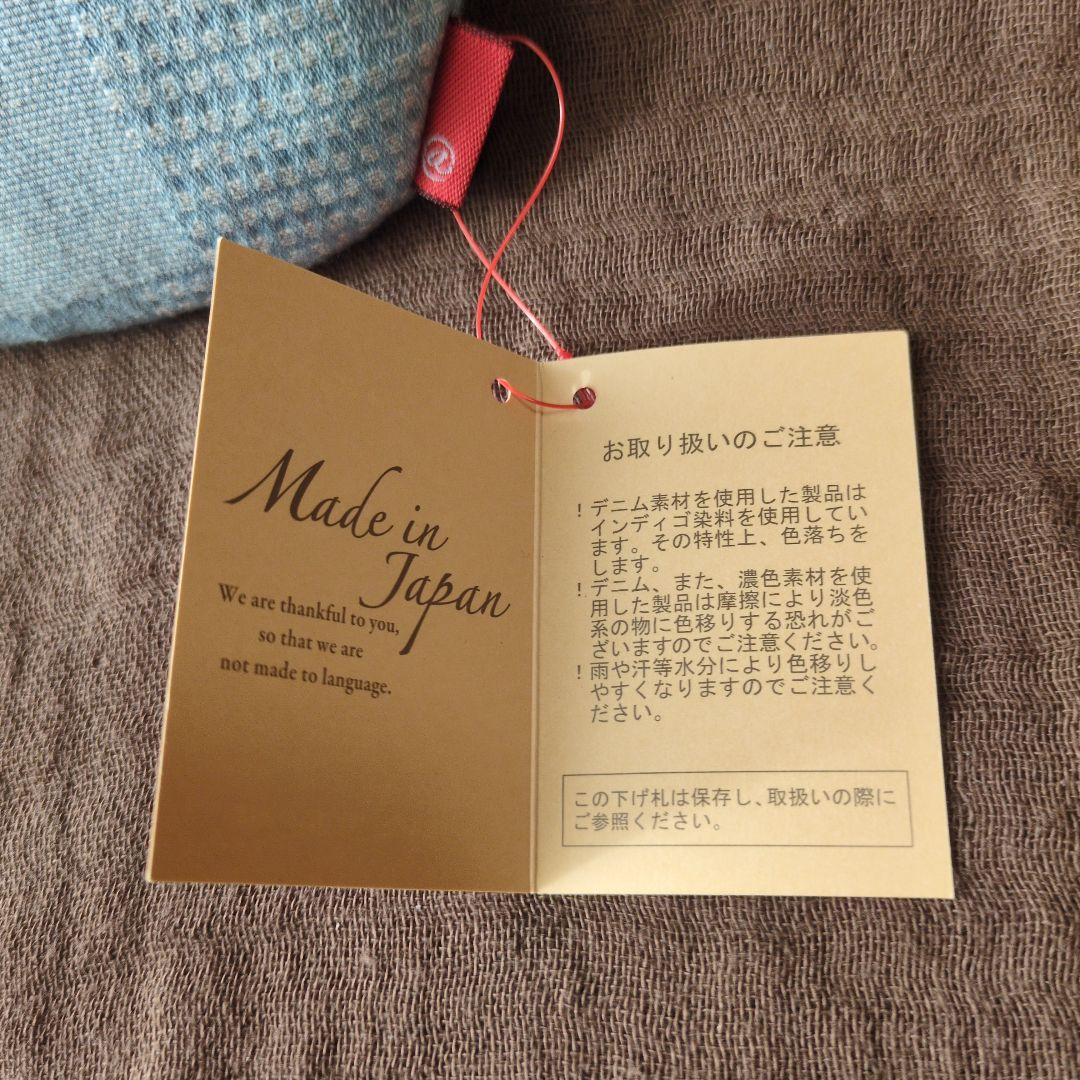 @
Made in
Japan
We are thankful to you,
so that we are
not made to language.
お取り扱いのご注意
! デニム素材を使用した製品は
インディゴ染料を使用してい
ます。その特性上、色落ちを
します。
! デニム、また、濃色素材を使
用した製品は摩擦により淡色
系の物に色移りする恐れがご
ざいますのでご注意ください。
! 雨や汗等水分により色移りし
やすくなりますのでご注意く
ださい。
この下げ札は保存し、取扱いの際に
ご参照ください。